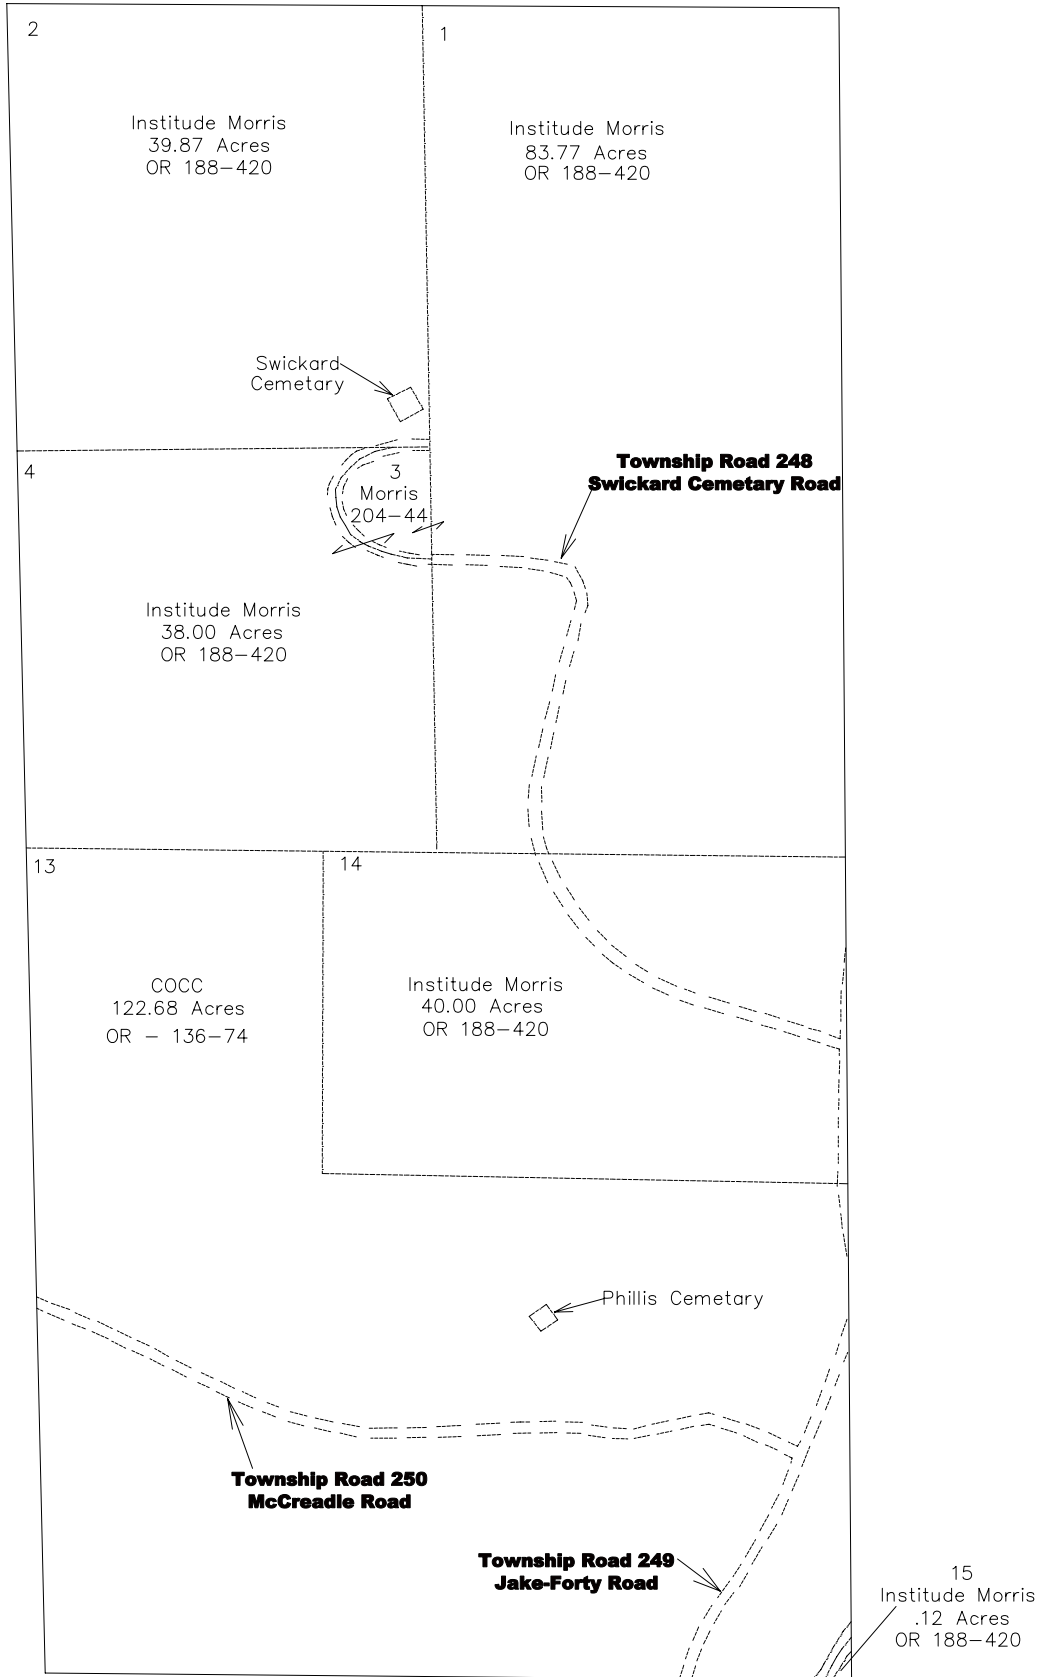 2
1
Institude Morris
39.87 Acres
OR 188-420
Institude Morris
83.77 Acres
OR 188-420
Swickard
Cemetary
4
3
Morris
204-44
Township Road 248
Swickard Cemetary Road
Institude Morris
38.00 Acres
OR 188-420
13
14
COCC
122.68 Acres
OR - 136-74
Institude Morris
40.00 Acres
OR 188-420
Phillis Cemetary
Township Road 250
McCreadie Road
Township Road 249
Jake-Forty Road
15
Institude Morris
.12 Acres
OR 188-420